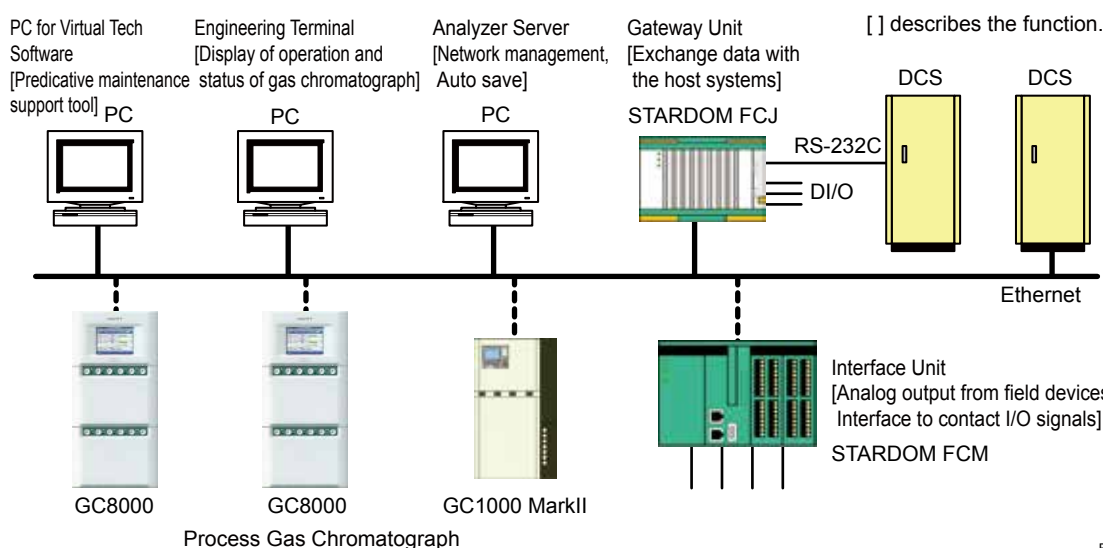 PC for Virtual Tech
Software
[Predicative maintenance
support tool]
PC
Engineering Terminal
[Display of operation and
status of gas chromatograph]
PC
Analyzer Server
[Network management,
Auto save]
PC
Gateway Unit
[Exchange data with
the host systems]
STARDOM FCJ
[ ] describes the function.
DCS
DCS
RS-232C
DI/O
Ethernet
Interface Unit
[Analog output from field devices
Interface to contact I/O signals]
STARDOM FCM
GC8000
GC8000
GC1000 MarkII
Process Gas Chromatograph